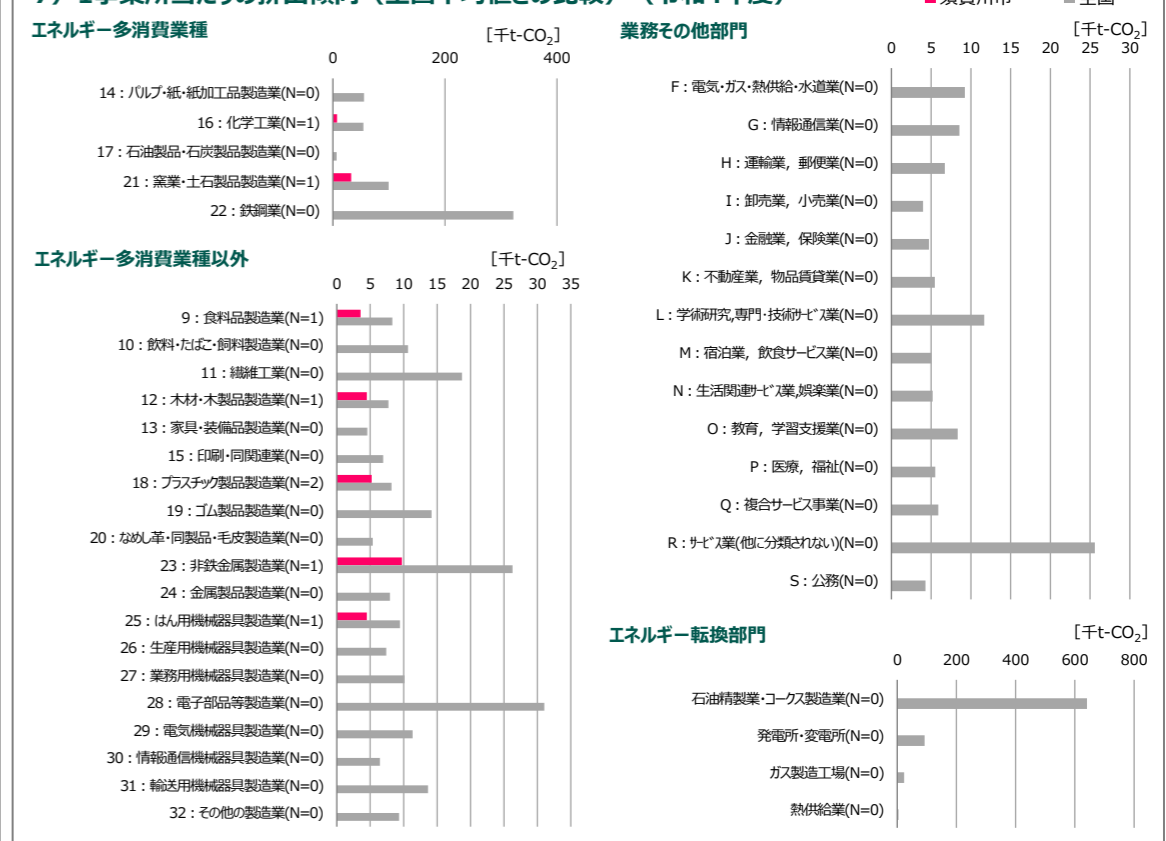 エネルギー多消費業種
[千t-CO2]
0 200 400
14：パルプ・紙・紙加工品製造業(N=0)
16：化学工業(N=1)
17：石油製品・石炭製品製造業(N=0)
21：窯業・土石製品製造業(N=1)
22：鉄鋼業(N=0)
エネルギー多消費業種以外
[千t-CO2]
0 5 10 15 20 25 30 35
9：食料品製造業(N=1)
10：飲料・たばこ・飼料製造業(N=0)
11：繊維工業(N=0)
12：木材・木製品製造業(N=1)
13：家具・装備品製造業(N=0)
15：印刷・同関連業(N=0)
18：プラスチック製品製造業(N=2)
19：ゴム製品製造業(N=0)
20：なめし革・同製品・毛皮製造業(N=0)
23：非鉄金属製造業(N=1)
24：金属製品製造業(N=0)
25：はん用機械器具製造業(N=1)
26：生産用機械器具製造業(N=0)
27：業務用機械器具製造業(N=0)
28：電子部品等製造業(N=0)
29：電気機械器具製造業(N=0)
30：情報通信機械器具製造業(N=0)
31：輸送用機械器具製造業(N=0)
32：その他の製造業(N=0)
業務その他部門
[千t-CO2]
0 5 10 15 20 25 30
F：電気・ガス・熱供給・水道業(N=0)
G：情報通信業(N=0)
H：運輸業，郵便業(N=0)
I：卸売業，小売業(N=0)
J：金融業，保険業(N=0)
K：不動産業，物品賃貸業(N=0)
L：学術研究,専門・技術ｻｰﾋﾞｽ業(N=0)
M：宿泊業，飲食サービス業(N=0)
N：生活関連ｻｰﾋﾞｽ業,娯楽業(N=0)
O：教育，学習支援業(N=0)
P：医療，福祉(N=0)
Q：複合サービス事業(N=0)
R：ｻｰﾋﾞｽ業(他に分類されない)(N=0)
S：公務(N=0)
エネルギー転換部門
[千t-CO2]
0 200 400 600 800
石油精製業・コークス製造業(N=0)
発電所・変電所(N=0)
ガス製造工場(N=0)
熱供給業(N=0)